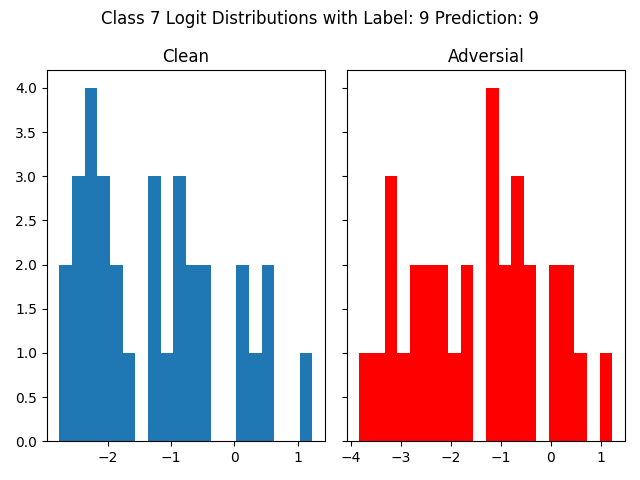 Class 7 Logit Distributions with Label: 9 Prediction: 9
Clean
Adversial
4.0
3.5
3.0
2.5
2.0
1.5
1.0
0.5
0.0
−2 −1 0 1
−4 −3 −2 −1 0 1